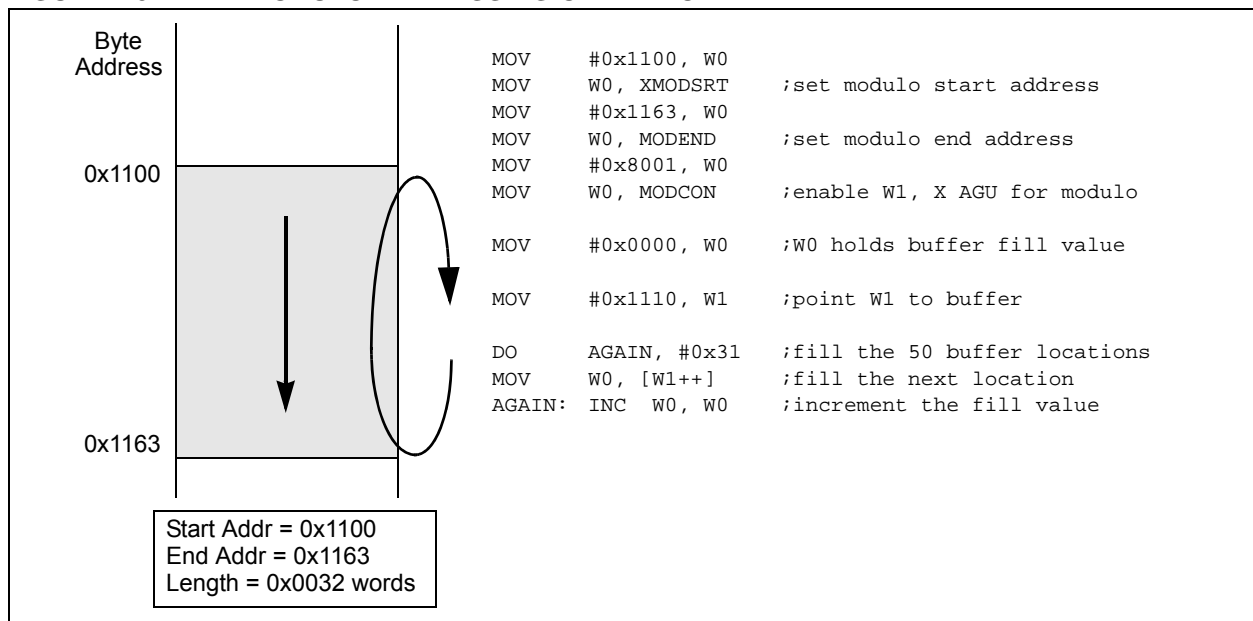 Byte
Address
0x1100
0x1163
Start Addr = 0x1100
End Addr = 0x1163
Length = 0x0032 words
MOV #0x1100, W0
MOV W0, XMODSRT ;set modulo start address
MOV #0x1163, W0
MOV W0, MODEND ;set modulo end address
MOV #0x8001, W0
MOV W0, MODCON ;enable W1, X AGU for modulo
MOV #0x0000, W0 ;W0 holds buffer fill value
MOV #0x1110, W1 ;point W1 to buffer
DO AGAIN, #0x31 ;fill the 50 buffer locations
MOV W0, [W1++] ;fill the next location
AGAIN: INC W0, W0 ;increment the fill value